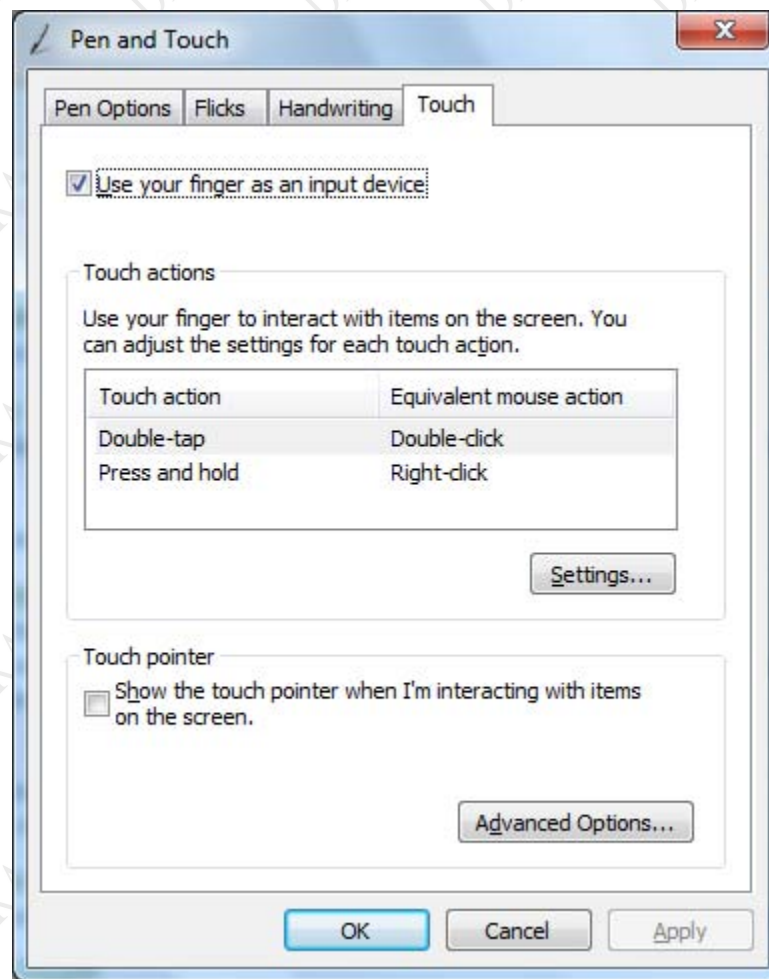 Pen and Touch
Pen Options Flicks Handwriting Touch
Use your finger as an input device
Touch actions
Use your finger to interact with items on the screen. You
can adjust the settings for each touch action.
Touch action Equivalent mouse action
Double-tap Double-click
Press and hold Right-click
Settings...
Touch pointer
Show the touch pointer when I'm interacting with items
on the screen.
Advanced Options...
OK Cancel Apply